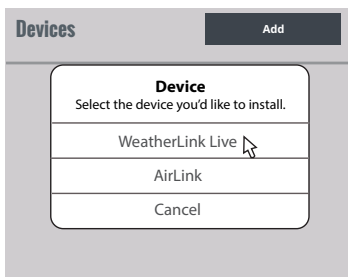 Devices
Add
Device
Select the device you'd like to install.
WeatherLink Live
AirLink
Cancel